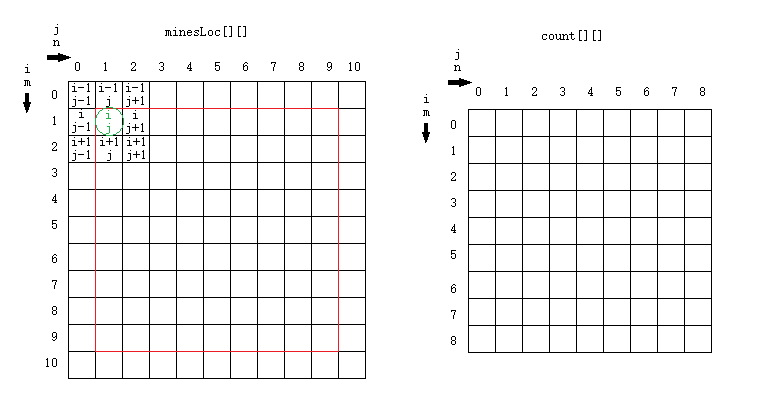 minesLoc[][]
j
n
0 1 2 3 4 5 6 7 8 9 10
i
m
0
1
2
3
4
5
6
7
8
9
10
i-1 i-1 i-1
j-1 j j+1
i i i
j-1 j j+1
i+1 i+1 i+1
j-1 j j+1
count[][]
j
n
0 1 2 3 4 5 6 7 8
i
m
0
1
2
3
4
5
6
7
8